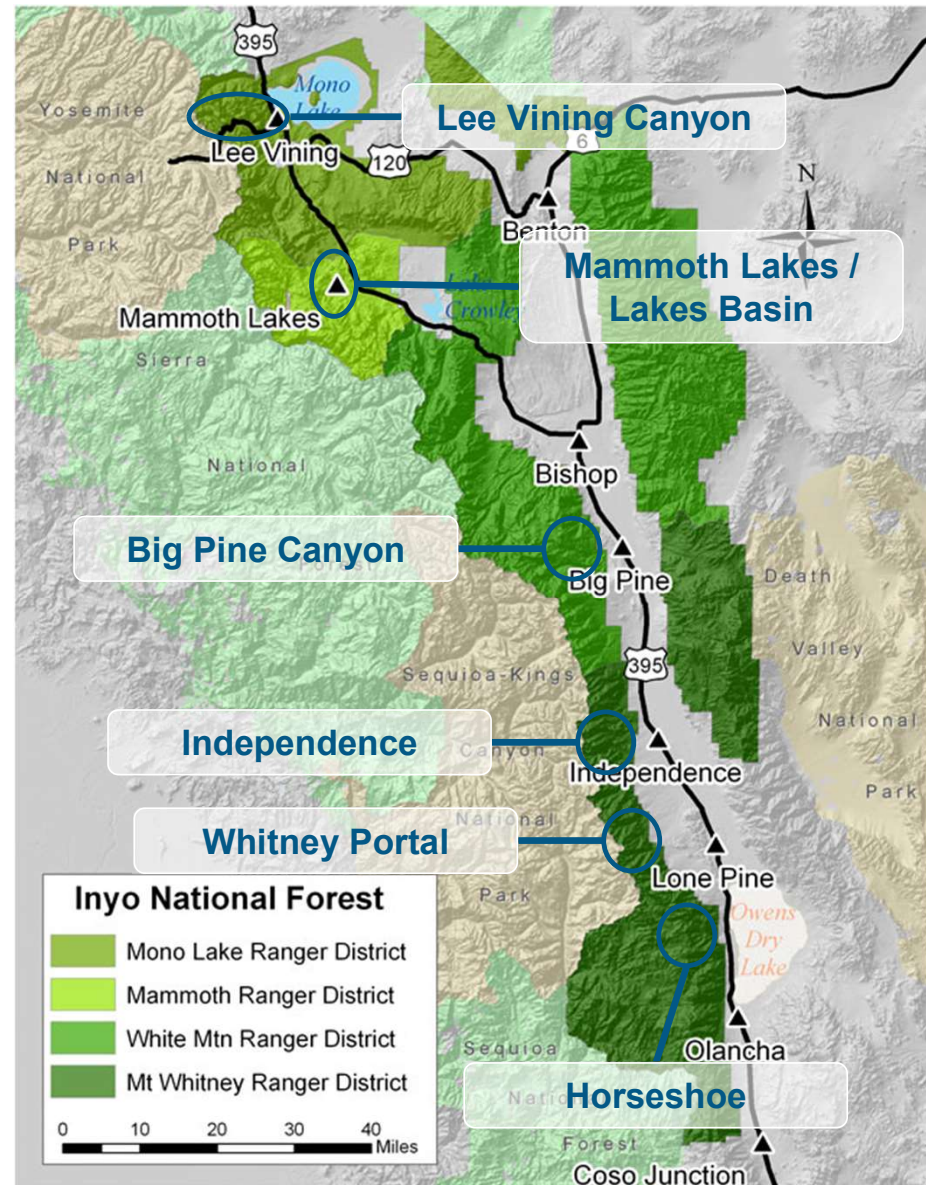 395
Mono
Lake
Yosemite
Lee Vining Canyon
Lee Vining
120
6
National
N
Park
Benton
Mammoth Lakes /
Lakes Basin
Crowley
Mammoth Lakes
Sierra
National
Bishop
Big Pine Canyon
Big Pine
Death
Valley
395
Sequoia-Kings
National
Independence
Canyon
Independence
Park
National
Whitney Portal
Lone Pine
Park
Owens
Dry
Lake
Inyo National Forest
Mono Lake Ranger District
Mammoth Ranger District
White Mtn Ranger District
Mt Whitney Ranger District
0 10 20 30 40
Miles
Olancha
Sequoia
Horseshoe
Forest
Coso Junction